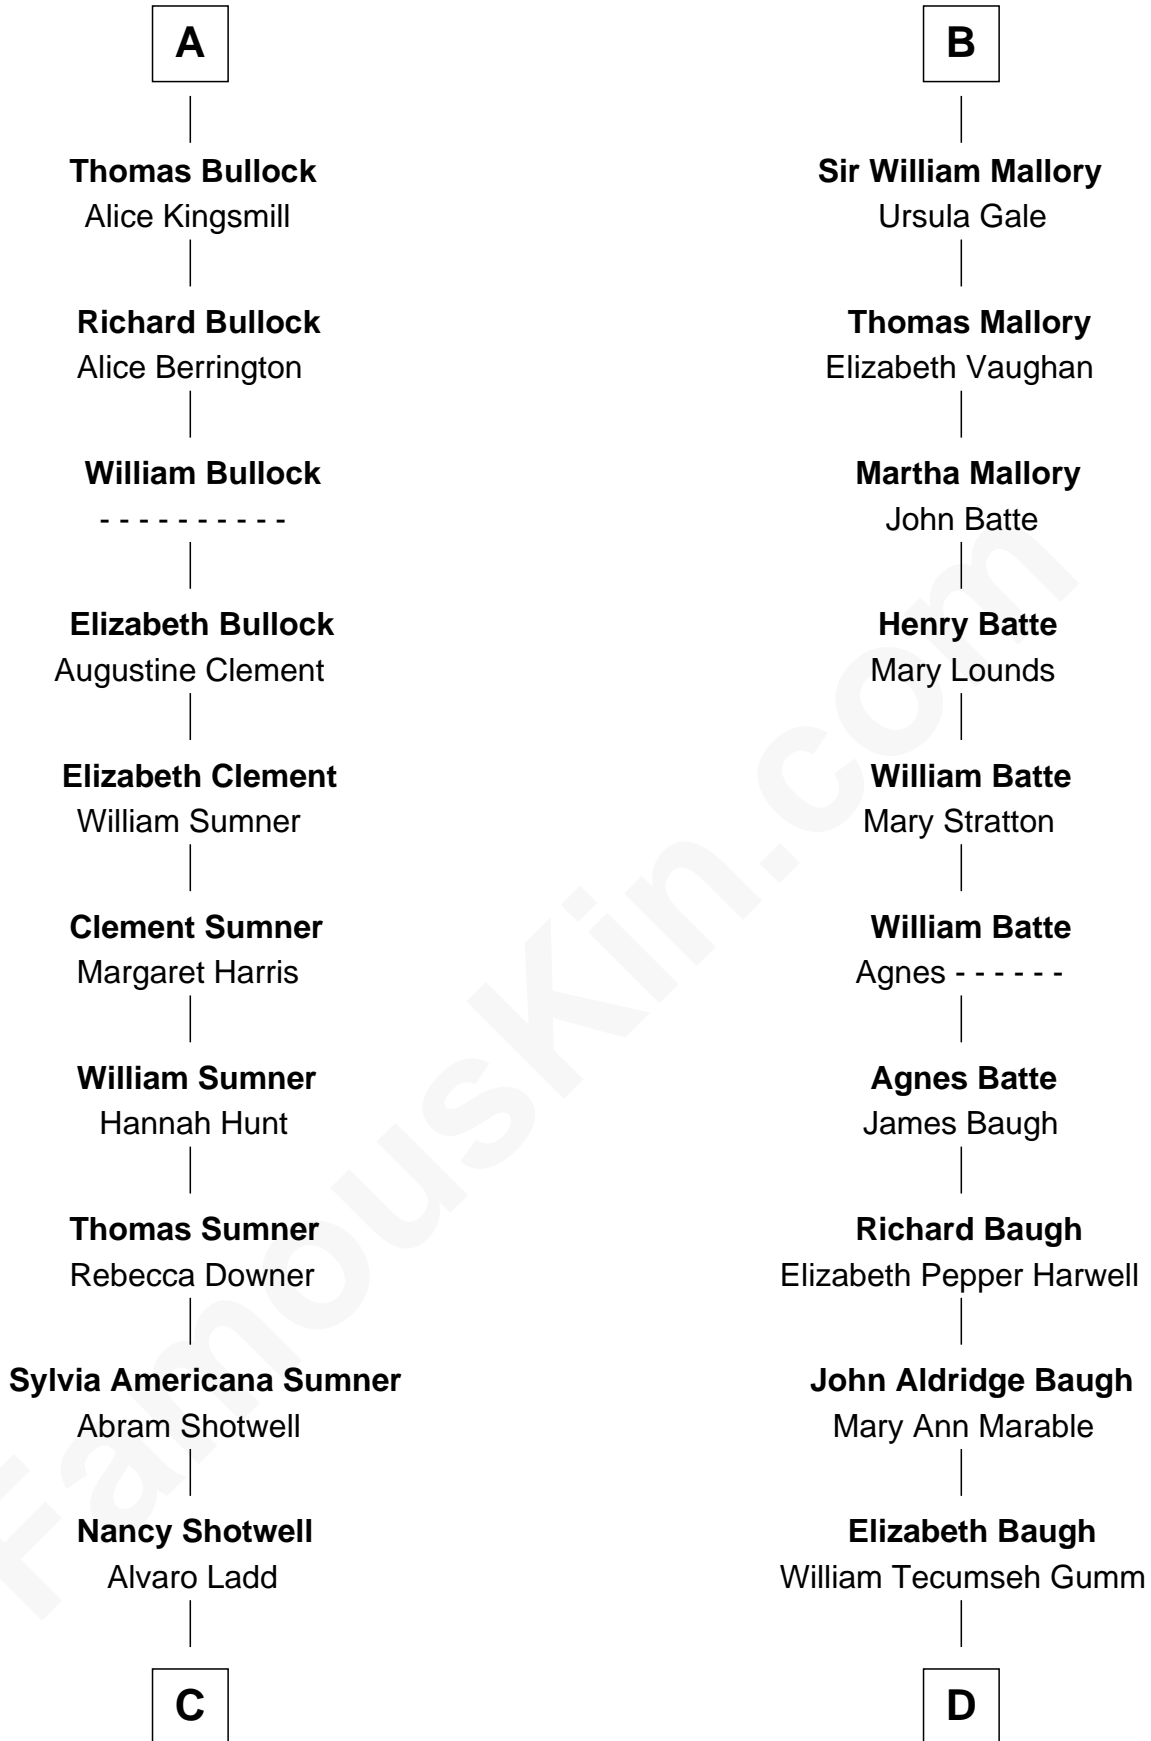 A
Thomas Bullock
Alice Kingsmill
Richard Bullock
Alice Berrington
William Bullock
- - - - - - - - - -
Elizabeth Bullock
Augustine Clement
Elizabeth Clement
William Sumner
Clement Sumner
Margaret Harris
William Sumner
Hannah Hunt
Thomas Sumner
Rebecca Downer
Sylvia Americana Sumner
Abram Shotwell
Nancy Shotwell
Alvaro Ladd
C
B
Sir William Mallory
Ursula Gale
Thomas Mallory
Elizabeth Vaughan
Martha Mallory
John Batte
Henry Batte
Mary Lounds
William Batte
Mary Stratton
William Batte
Agnes - - - - - -
Agnes Batte
James Baugh
Richard Baugh
Elizabeth Pepper Harwell
John Aldridge Baugh
Mary Ann Marable
Elizabeth Baugh
William Tecumseh Gumm
D
FamousKin.com